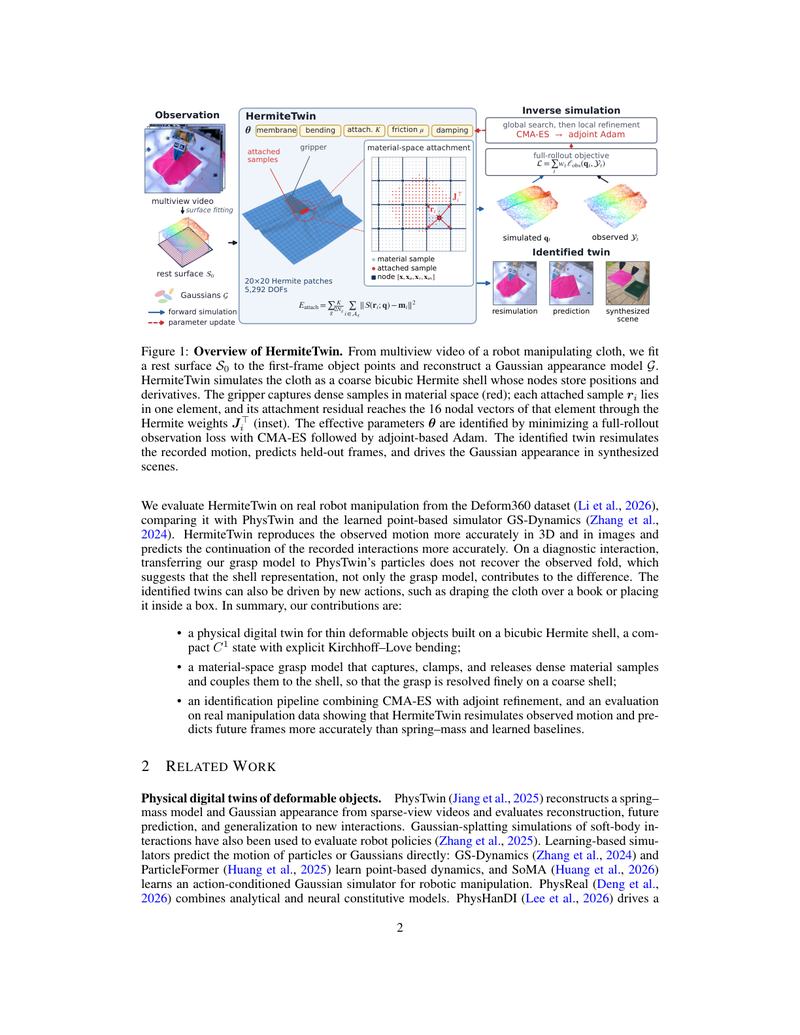 Observation
multiview video
surface fitting
rest surface S₀
Gaussians G
forward simulation
parameter update
HermiteTwin
θ membrane bending attach. K friction μ damping
attached
samples
gripper
20×20 Hermite patches
5,292 DOFs
material-space attachment
rᵢ
Jᵢ⊤
material sample
attached sample
Inverse simulation
global search, then local refinement
CMA-ES → adjoint Adam
full-rollout objective
simulated qₜ
observed Yₜ
Identified twin
resimulation prediction synthesized
scene
Figure 1: Overview of HermiteTwin. From multiview video of a robot manipulating cloth, we fit
a rest surface S₀ to the first-frame object points and reconstruct a Gaussian appearance model G.
HermiteTwin simulates the cloth as a coarse bicubic Hermite shell whose nodes store positions and
derivatives. The gripper captures dense samples in material space (red); each attached sample rᵢ lies
in one element, and its attachment residual reaches the 16 nodal vectors of that element through the
Hermite weights Jᵢ⊤ (inset). The effective parameters θ are identified by minimizing a full-rollout
observation loss with CMA-ES followed by adjoint-based Adam. The identified twin resimulates
the recorded motion, predicts held-out frames, and drives the Gaussian appearance in synthesized
scenes.
We evaluate HermiteTwin on real robot manipulation from the Deform360 dataset (Li et al., 2026),
comparing it with PhysTwin and the learned point-based simulator GS-Dynamics (Zhang et al.,
2024). HermiteTwin reproduces the observed motion more accurately in 3D and in images and
predicts the continuation of the recorded interactions more accurately. On a diagnostic interaction,
transferring our grasp model to PhysTwin's particles does not recover the observed fold, which
suggests that the shell representation, not only the grasp model, contributes to the difference. The
identified twins can also be driven by new actions, such as draping the cloth over a book or placing
it inside a box. In summary, our contributions are:
• a physical digital twin for thin deformable objects built on a bicubic Hermite shell, a com-
pact C¹ state with explicit Kirchhoff–Love bending;
• a material-space grasp model that captures, clamps, and releases dense material samples
and couples them to the shell, so that the grasp is resolved finely on a coarse shell;
• an identification pipeline combining CMA-ES with adjoint refinement, and an evaluation
on real manipulation data showing that HermiteTwin resimulates observed motion and pre-
dicts future frames more accurately than spring–mass and learned baselines.
2 RELATED WORK
Physical digital twins of deformable objects. PhysTwin (Jiang et al., 2025) reconstructs a spring–
mass model and Gaussian appearance from sparse-view videos and evaluates reconstruction, future
prediction, and generalization to new interactions. Gaussian-splatting simulations of soft-body in-
teractions have also been used to evaluate robot policies (Zhang et al., 2025). Learning-based simu-
lators predict the motion of particles or Gaussians directly: GS-Dynamics (Zhang et al., 2024) and
ParticleFormer (Huang et al., 2025) learn point-based dynamics, and SoMA (Huang et al., 2026)
learns an action-conditioned Gaussian simulator for robotic manipulation. PhysReal (Deng et al.,
2026) combines analytical and neural constitutive models. PhysHanDI (Lee et al., 2026) drives a
2